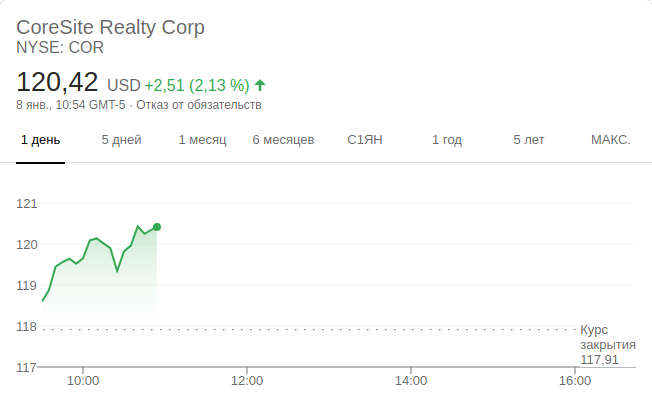 CoreSite Realty Corp
NYSE: COR
120,42 USD +2,51 (2,13 %)
8 янв., 10:54 GMT-5 · Отказ от обязательств
1 день 5 дней 1 месяц 6 месяцев С1ЯН 1 год 5 лет МАКС.
121
120
119
118
Курс
закрытия
117,91
117
10:00 12:00 14:00 16:00